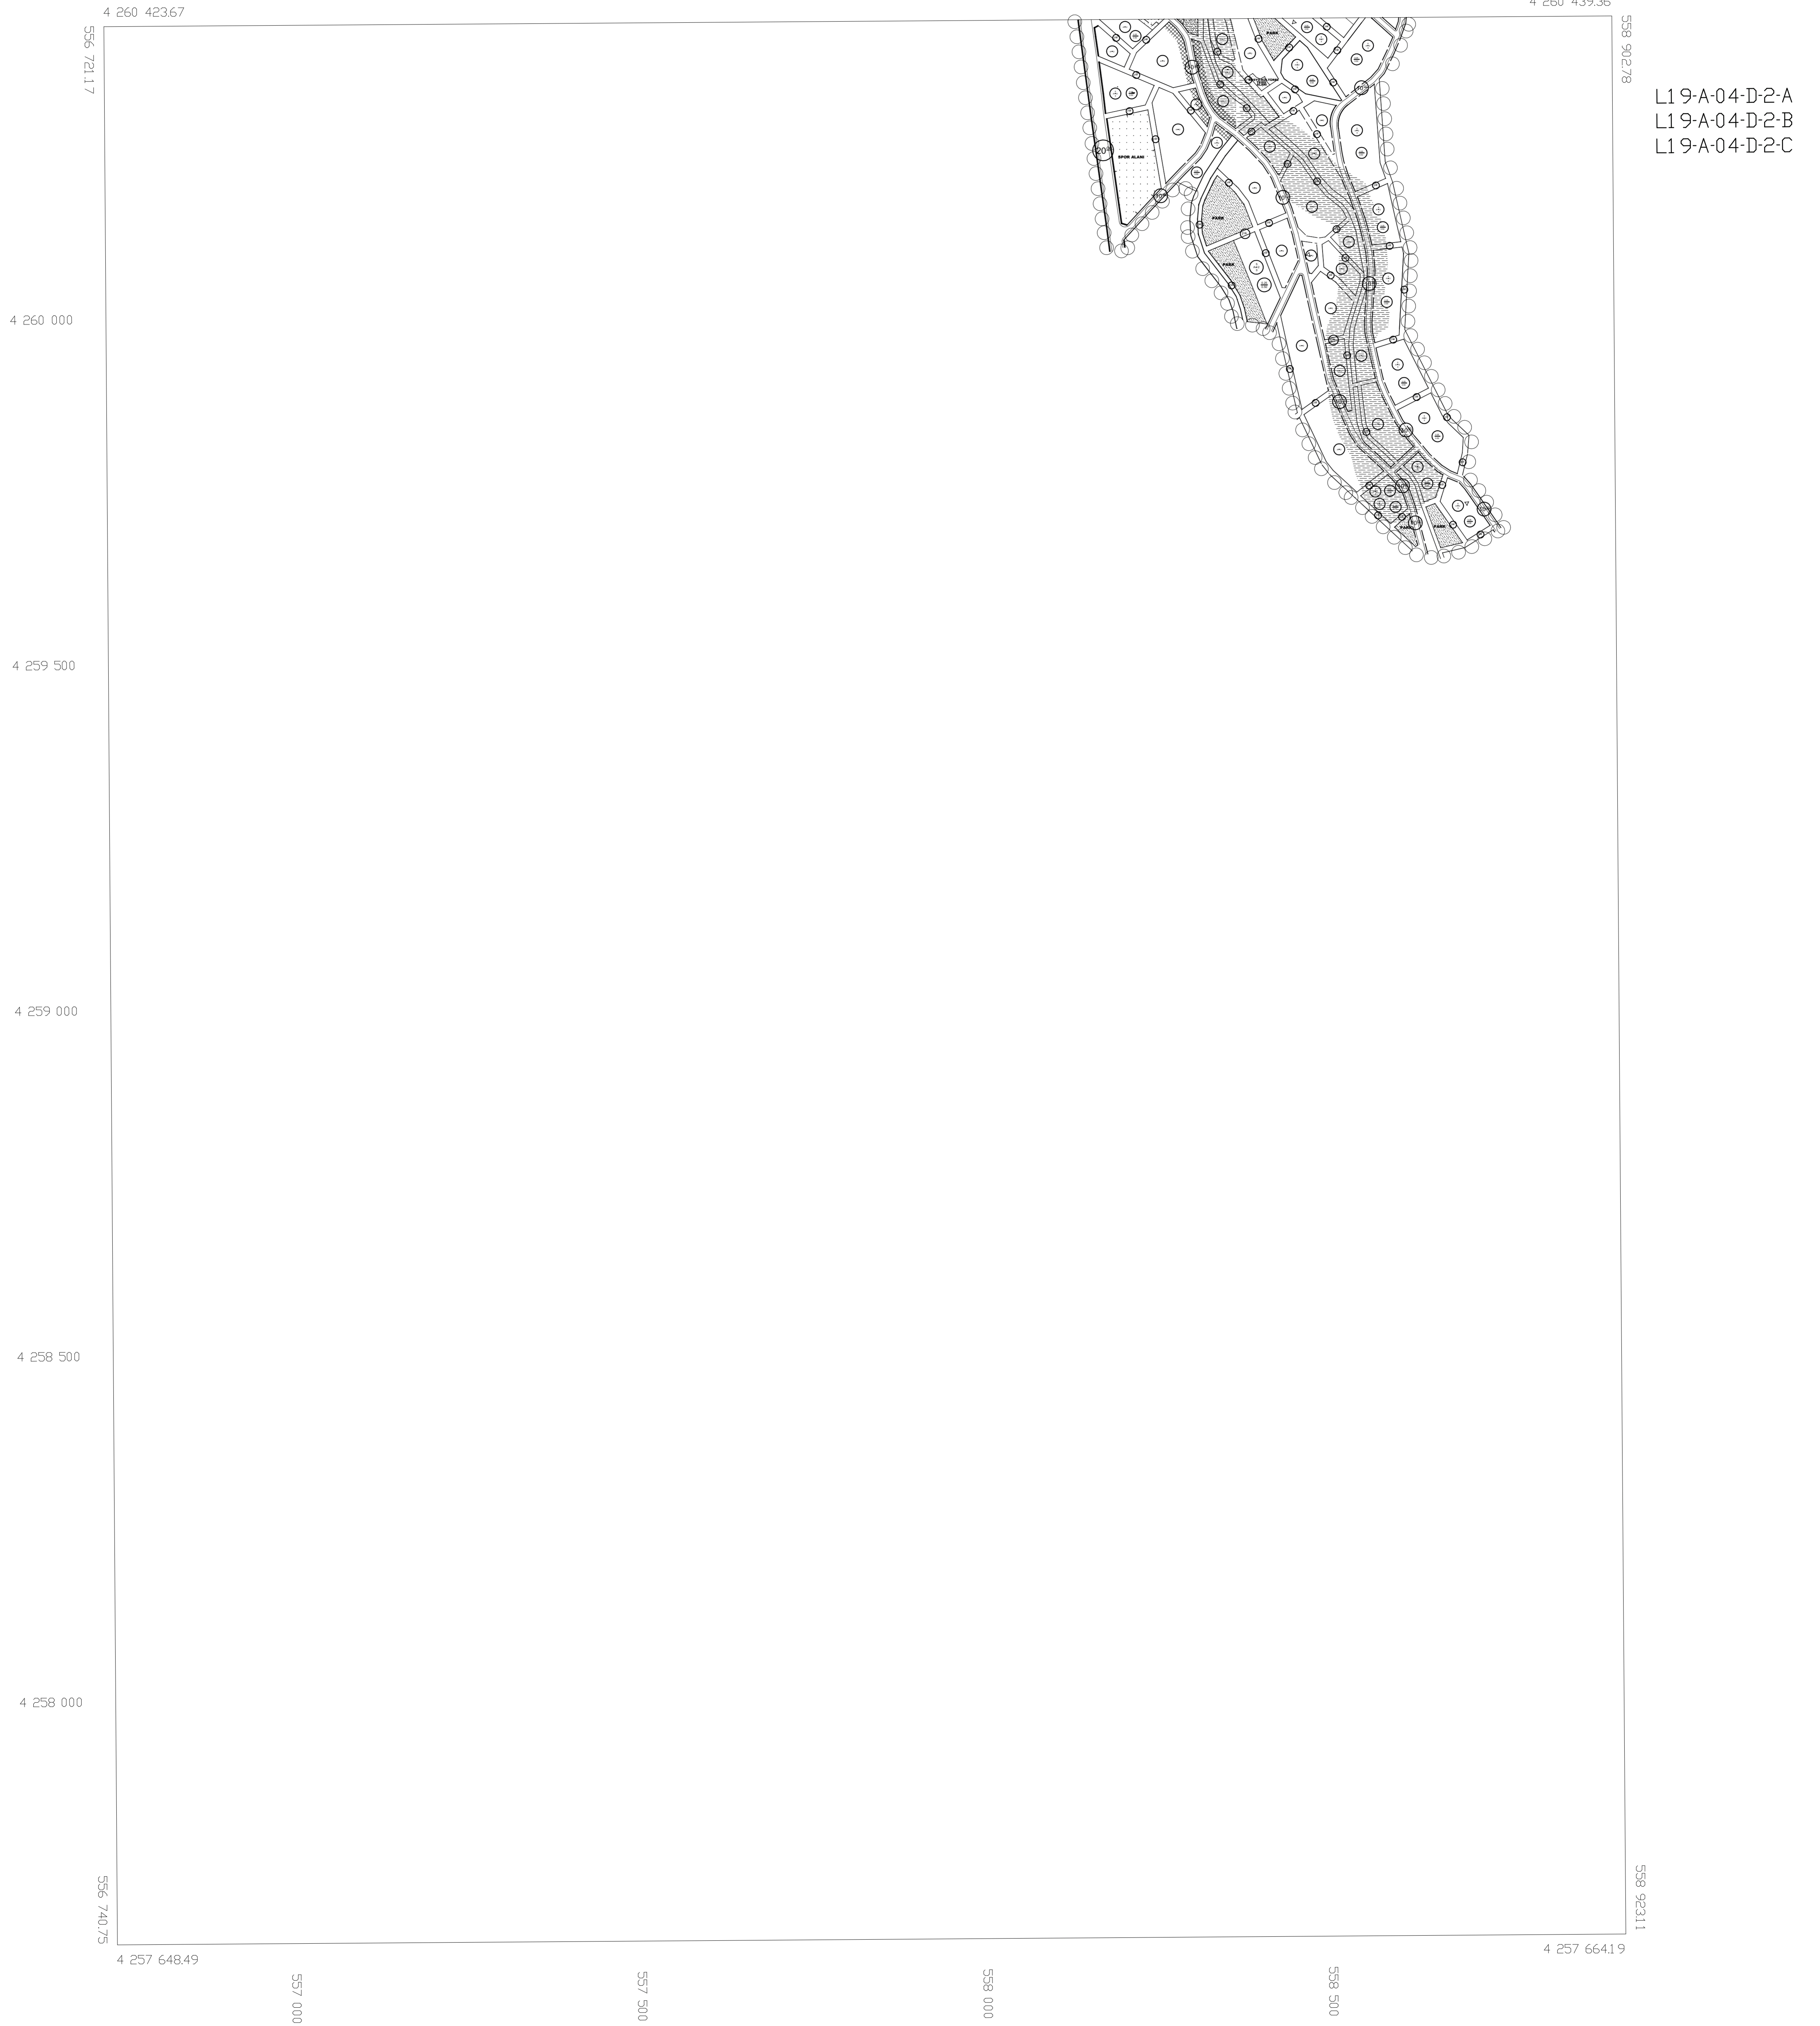 4 260 423.67
4 260 439.36
556 721.17
558 902.78
L19-A-04-D-2-A
L19-A-04-D-2-B
L19-A-04-D-2-C
PARK
SPOR ALANI
20
PARK
PARK
4 260 000
PARK
PARK
4 259 500
4 259 000
4 258 500
4 258 000
556 740.75
558 923.11
4 257 648.49
4 257 664.19
557 000
557 500
558 000
558 500